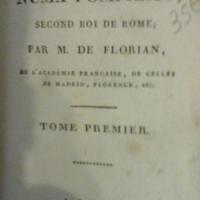 NUMA POMPILIUS,
SECOND ROI DE ROME;
PAR M. DE FLORIAN,
DE L'ACADÉMIE FRANÇAISE, DE CELLES
DE MADRID, FLORENCE, etc.
TOME PREMIER.